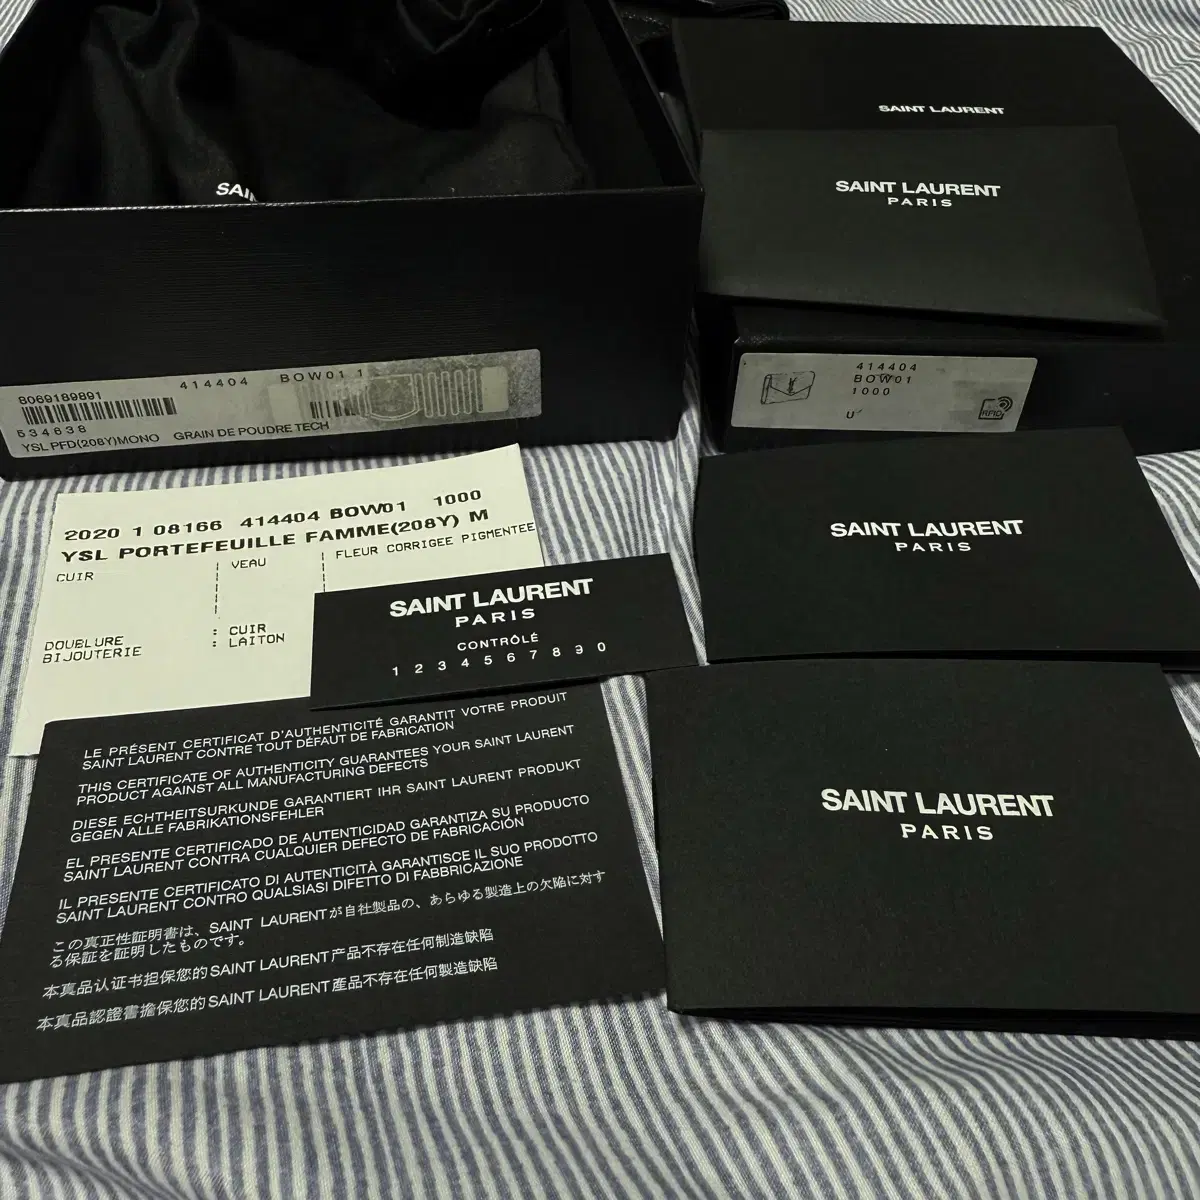 SAI
SAINT LAURENT
SAINT LAURENT
PARIS
414404 BOW01 1
8069189891
534638
YSL PFD(208Y)MONO GRAIN DE POUDRE TECH
414404
BOW01
1000
U
RFID
2020 1 08166 414404 BOW01 1000
YSL PORTEFEUILLE FAMME(208Y) M
CUIR VEAU FLEUR CORRIGEE PIGMENTEE
DOUBLURE : CUIR
BIJOUTERIE : LAITON
SAINT LAURENT
PARIS
CONTRÔLÉ
1 2 3 4 5 6 7 8 9 0
SAINT LAURENT
PARIS
LE PRÉSENT CERTIFICAT D'AUTHENTICITÉ GARANTIT VOTRE PRODUIT
SAINT LAURENT CONTRE TOUT DÉFAUT DE FABRICATION
THIS CERTIFICATE OF AUTHENTICITY GUARANTEES YOUR SAINT LAURENT
PRODUCT AGAINST ALL MANUFACTURING DEFECTS
DIESE ECHTHEITSURKUNDE GARANTIERT IHR SAINT LAURENT PRODUKT
GEGEN ALLE FABRIKATIONSFEHLER
EL PRESENTE CERTIFICADO DE AUTENTICIDAD GARANTIZA SU PRODUCTO
SAINT LAURENT CONTRA CUALQUIER DEFECTO DE FABRICACIÓN
IL PRESENTE CERTIFICATO DI AUTENTICITÀ GARANTISCE IL SUO PRODOTTO
SAINT LAURENT CONTRO QUALSIASI DIFETTO DI FABBRICAZIONE
この真正性証明書は、SAINT LAURENTが自社製品の、あらゆる製造上の欠陥に対す
る保証を証明したものです。
本真品认证书担保您的SAINT LAURENT产品不存在任何制造缺陷
本真品認證書擔保您的SAINT LAURENT產品不存在任何製造缺陷
SAINT LAURENT
PARIS